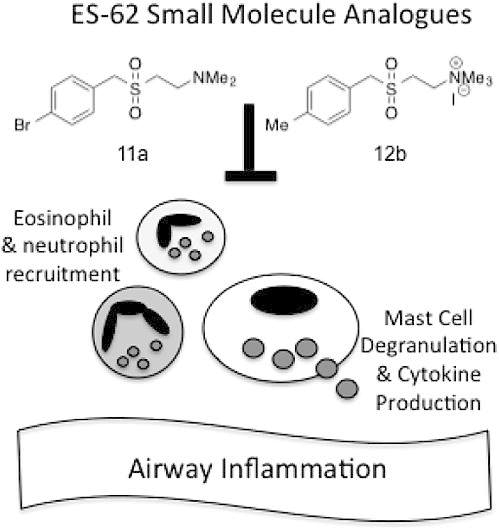 ES-62 Small Molecule Analogues
O
S
O
NMe₂
Br
11a
O
S
O
⊕
NMe₃
I⊖
Me
12b
Eosinophil
& neutrophil
recruitment
Mast Cell
Degranulation
& Cytokine
Production
Airway Inflammation